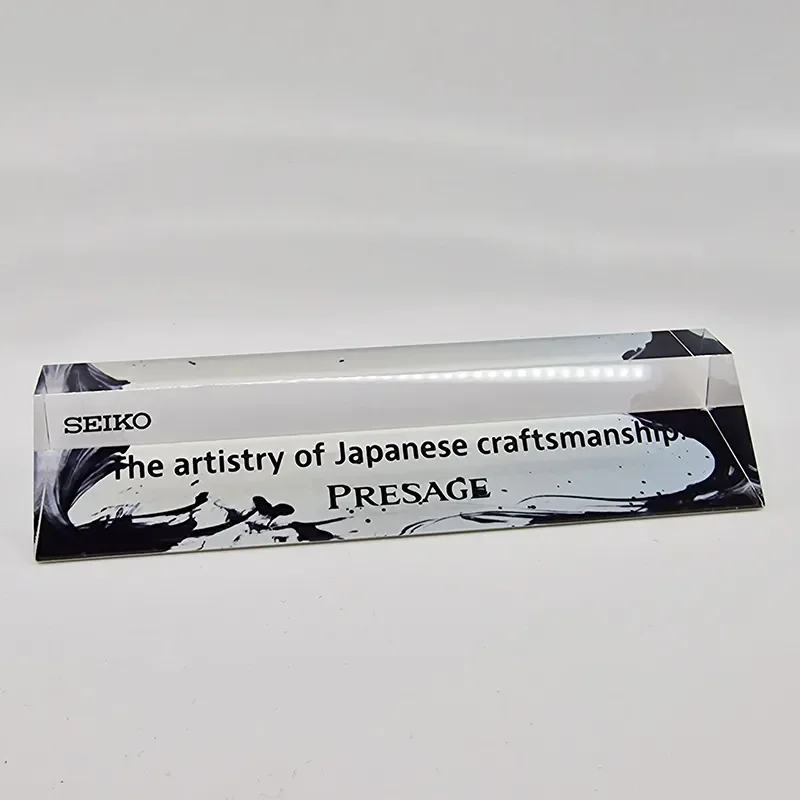 SEIKO
The artistry of Japanese craftsmanship.
PRESAGE